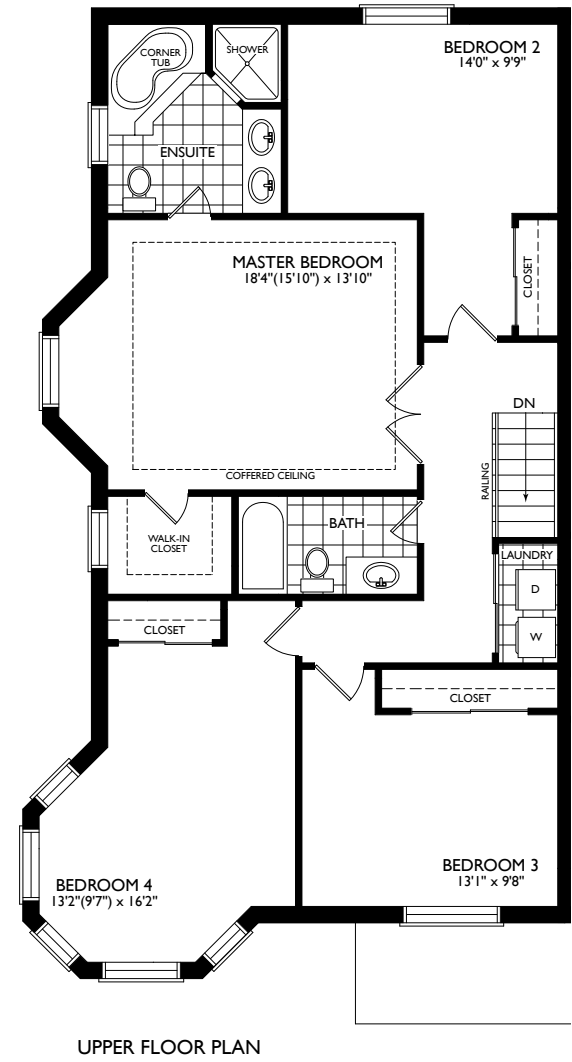 CORNER
TUB
SHOWER
BEDROOM 2
14'0" x 9'9"
ENSUITE
MASTER BEDROOM
18'4"(15'10") x 13'10"
CLOSET
COFFERED CEILING
DN
RAILING
WALK-IN
CLOSET
BATH
LAUNDRY
D
W
CLOSET
CLOSET
BEDROOM 4
13'2"(9'7") x 16'2"
BEDROOM 3
13'1" x 9'8"
UPPER FLOOR PLAN